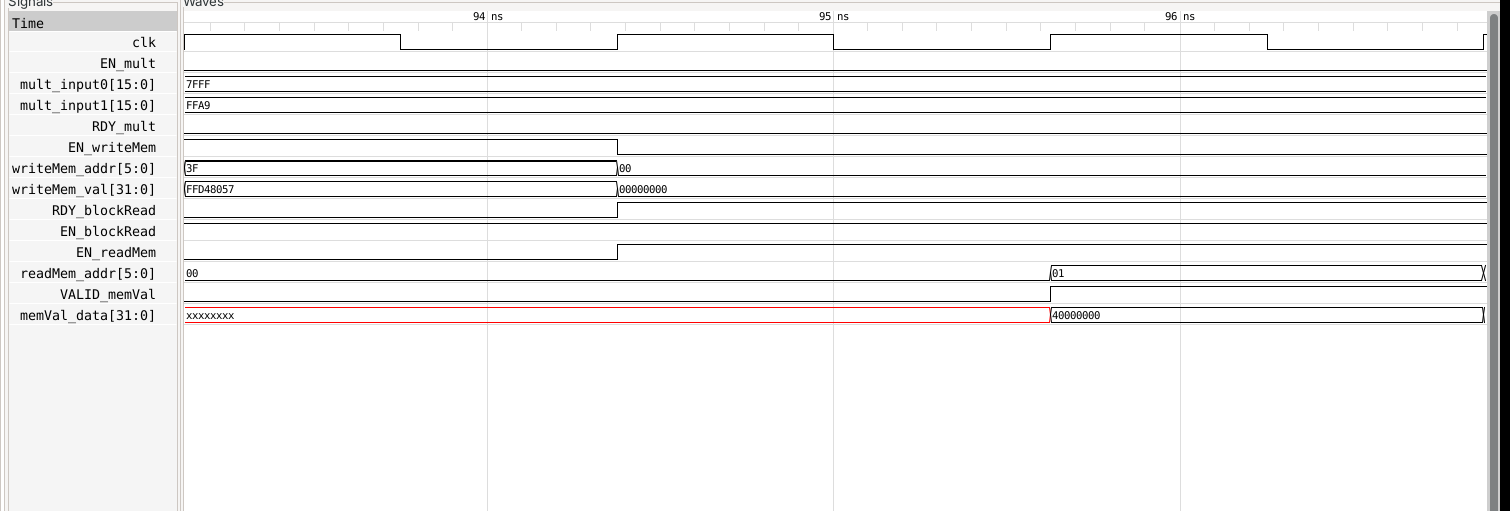 Signals
Waves
Time
94 ns 95 ns 96 ns
clk
EN_mult
mult_input0[15:0] 7FFF
mult_input1[15:0] FFA9
RDY_mult
EN_writeMem
writeMem_addr[5:0] 3F 00
writeMem_val[31:0] FFD48057 00000000
RDY_blockRead
EN_blockRead
EN_readMem
readMem_addr[5:0] 00 01
VALID_memVal
memVal_data[31:0] xxxxxxxx 40000000